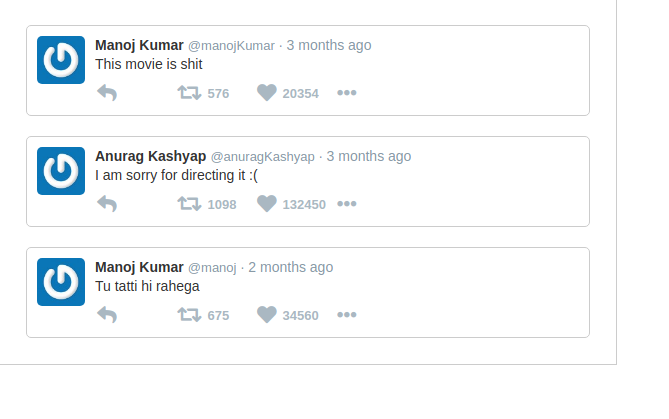 Manoj Kumar @manojKumar · 3 months ago
This movie is shit
576 20354
Anurag Kashyap @anuragKashyap · 3 months ago
I am sorry for directing it :(
1098 132450
Manoj Kumar @manoj · 2 months ago
Tu tatti hi rahega
675 34560